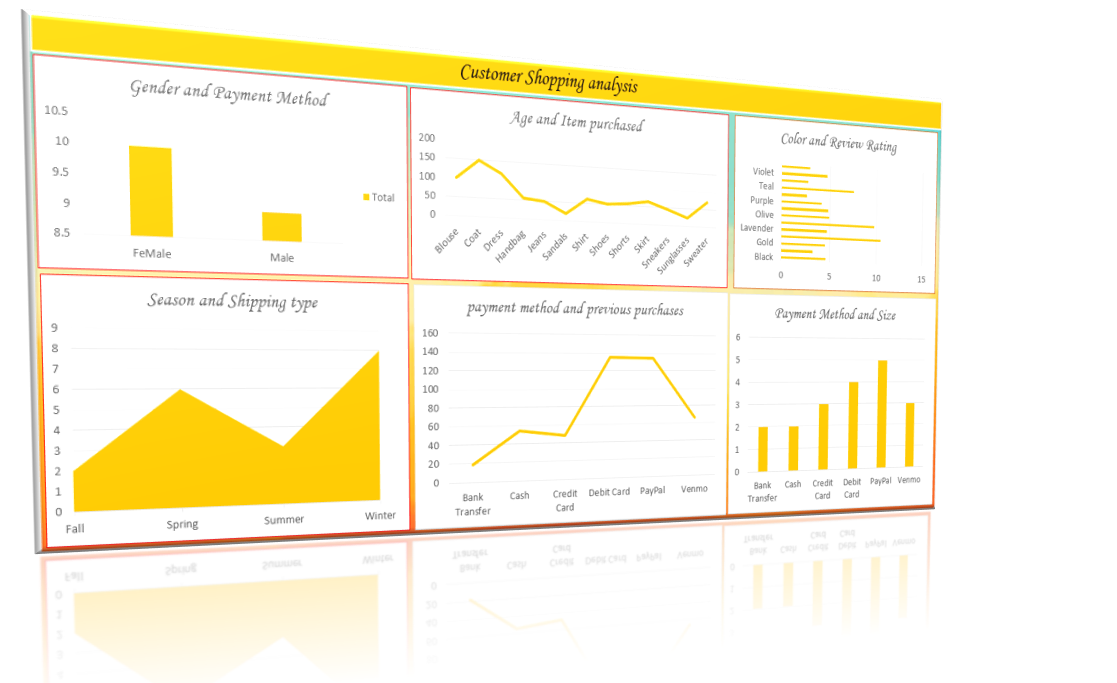 Customer Shopping analysis
Gender and Payment Method
10.5
10
9.5
9
8.5
FeMale
Male
Total
Age and Item purchased
200
150
100
50
0
Blouse
Coat
Dress
Handbag
Jeans
Sandals
Shirt
Shoes
Shorts
Skirt
Sneakers
Sunglasses
Sweater
Color and Review Rating
Violet
Teal
Purple
Olive
Lavender
Gold
Black
0 5 10 15
Season and Shipping type
9
8
7
6
5
4
3
2
1
0
Fall
Spring
Summer
Winter
payment method and previous purchases
160
140
120
100
80
60
40
20
0
Bank
Transfer
Cash
Credit
Card
Debit Card
PayPal
Venmo
Payment Method and Size
6
5
4
3
2
1
0
Bank
Transfer
Cash
Credit
Card
Debit
Card
PayPal
Venmo